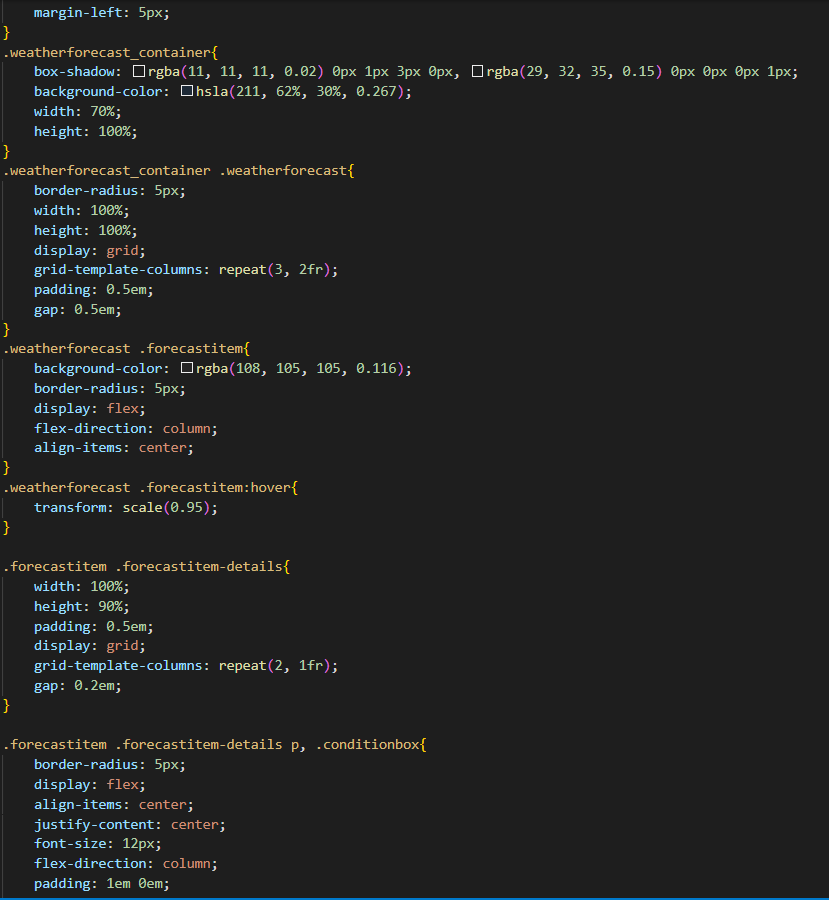 margin-left: 5px;
}
.weatherforecast_container{
box-shadow: rgba(11, 11, 11, 0.02) 0px 1px 3px 0px, rgba(29, 32, 35, 0.15) 0px 0px 0px 1px;
background-color: hsla(211, 62%, 30%, 0.267);
width: 70%;
height: 100%;
}
.weatherforecast_container .weatherforecast{
border-radius: 5px;
width: 100%;
height: 100%;
display: grid;
grid-template-columns: repeat(3, 2fr);
padding: 0.5em;
gap: 0.5em;
}
.weatherforecast .forecastitem{
background-color: rgba(108, 105, 105, 0.116);
border-radius: 5px;
display: flex;
flex-direction: column;
align-items: center;
}
.weatherforecast .forecastitem:hover{
transform: scale(0.95);
}
.forecastitem .forecastitem-details{
width: 100%;
height: 90%;
padding: 0.5em;
display: grid;
grid-template-columns: repeat(2, 1fr);
gap: 0.2em;
}
.forecastitem .forecastitem-details p, .conditionbox{
border-radius: 5px;
display: flex;
align-items: center;
justify-content: center;
font-size: 12px;
flex-direction: column;
padding: 1em 0em;